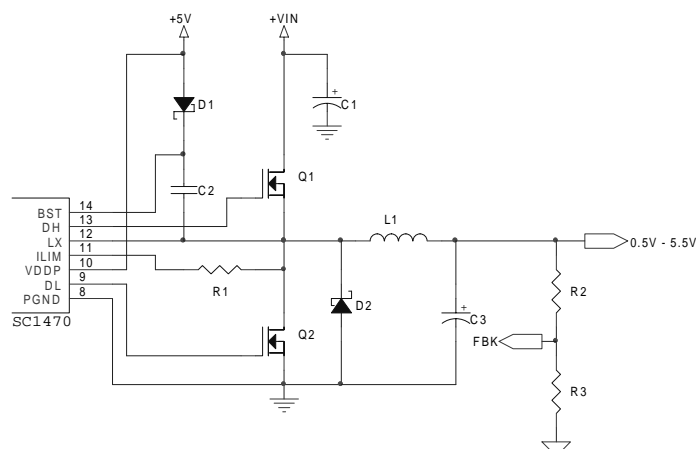 +5V
+VIN
D1
C1
Q1
C2
L1
BST 14
DH 13
LX 12
ILIM 11
VDDP 10
DL 9
PGND 8
SC1470
0.5V - 5.5V
R1
R2
D2
C3
Q2
FBK
R3